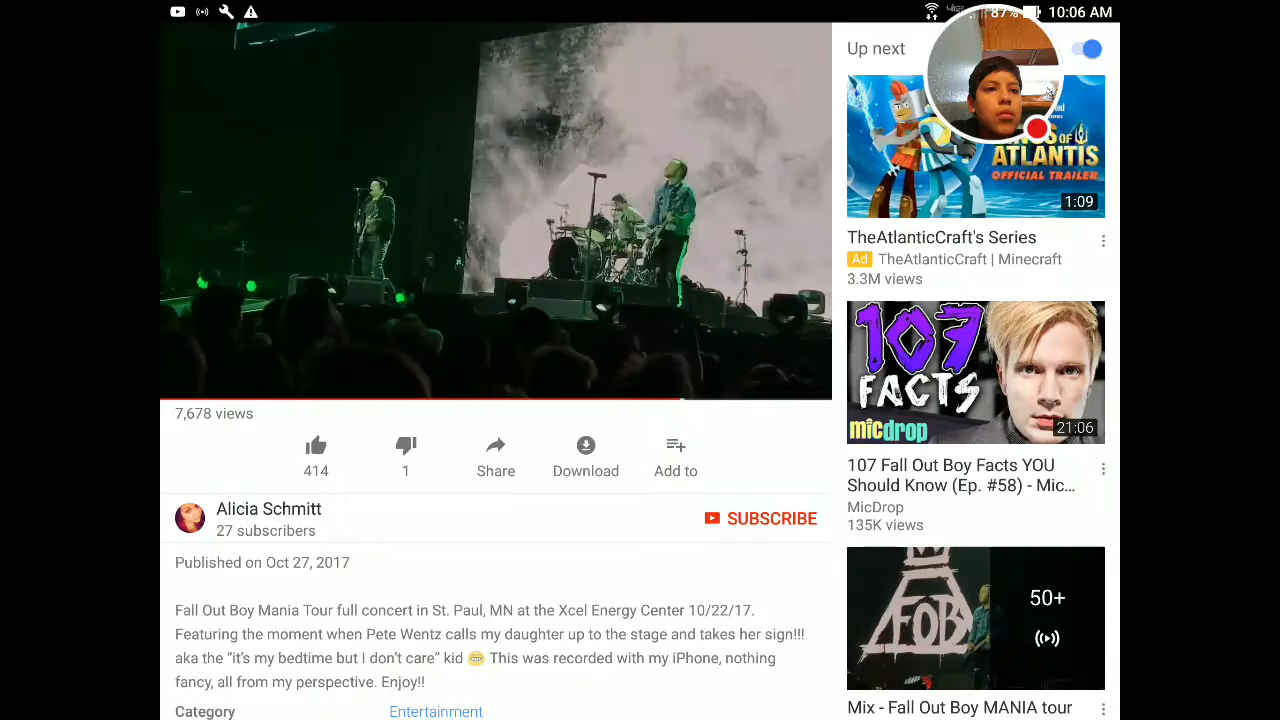 87% 10:06 AM
Up next
OF
ATLANTIS
OFFICIAL TRAILER
1:09
TheAtlanticCraft's Series
Ad TheAtlanticCraft | Minecraft
3.3M views
107
FACTS
micdrop
21:06
107 Fall Out Boy Facts YOU
Should Know (Ep. #58) - Mic...
MicDrop
135K views
FOB
50+
Mix - Fall Out Boy MANIA tour
7,678 views
414
1
Share
Download
Add to
Alicia Schmitt
27 subscribers
SUBSCRIBE
Published on Oct 27, 2017
Fall Out Boy Mania Tour full concert in St. Paul, MN at the Xcel Energy Center 10/22/17.
Featuring the moment when Pete Wentz calls my daughter up to the stage and takes her sign!!!
aka the “it’s my bedtime but I don’t care” kid 😁 This was recorded with my iPhone, nothing
fancy, all from my perspective. Enjoy!!
Category Entertainment